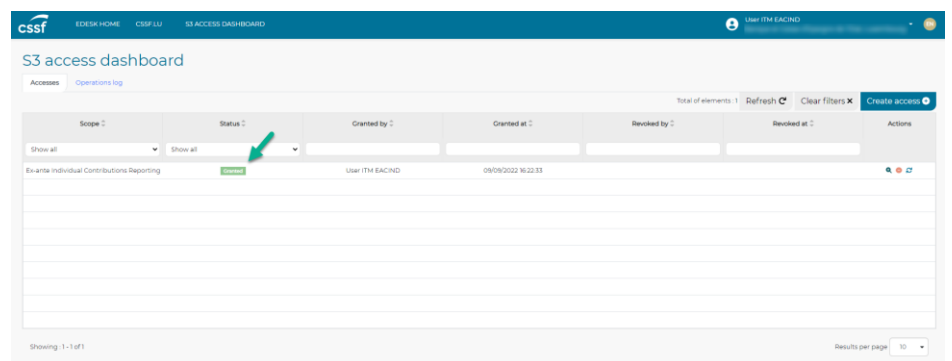 cssf EDESK HOME CSSF.LU S3 ACCESS DASHBOARD User ITM EACIND EN
S3 access dashboard
Accesses Operations log
Total of elements : 1 Refresh Clear filters Create access
Scope Status Granted by Granted at Revoked by Revoked at Actions
Show all Show all
Ex-ante Individual Contributions Reporting Granted User ITM EACIND 09/09/2022 16:22:33
Showing : 1 - 1 of 1 Results per page 10